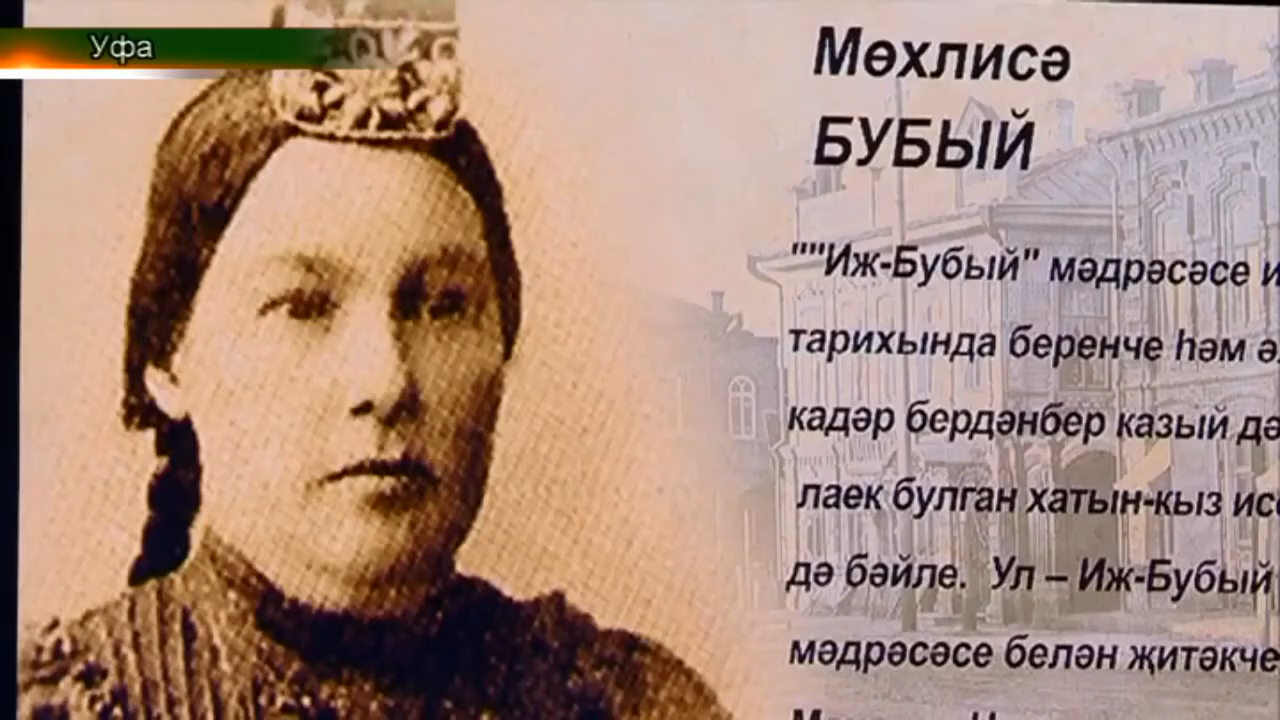 Уфа
Мөхлисә
БУБЫЙ
""Иж-Бубый" мәдрәсәсе
тарихында беренче һәм
кадәр бердәнбер казый
лаек булган хатын-кыз
дә бәйле. Ул – Иж-Бубый
мәдрәсәсе белән